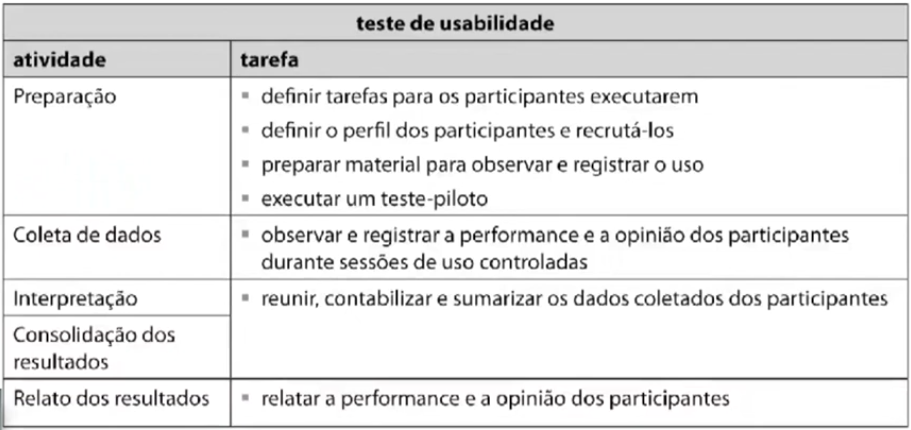 teste de usabilidade
atividade tarefa
Preparação ▪ definir tarefas para os participantes executarem
▪ definir o perfil dos participantes e recrutá-los
▪ preparar material para observar e registrar o uso
▪ executar um teste-piloto
Coleta de dados ▪ observar e registrar a performance e a opinião dos participantes
durante sessões de uso controladas
Interpretação ▪ reunir, contabilizar e sumarizar os dados coletados dos participantes
Consolidação dos
resultados
Relato dos resultados ▪ relatar a performance e a opinião dos participantes